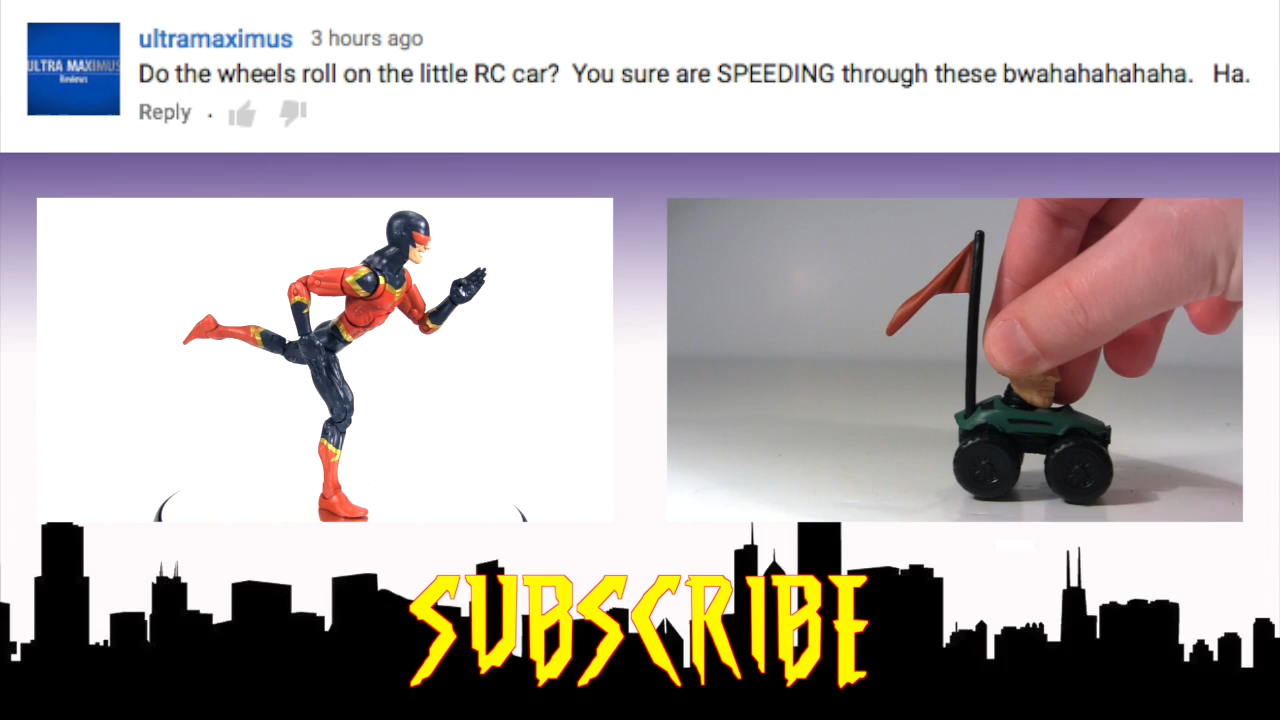 ULTRA MAXIMUS
Reviews
ultramaximus 3 hours ago
Do the wheels roll on the little RC car? You sure are SPEEDING through these bwahahahahaha. Ha.
Reply .
SUBSCRIBE